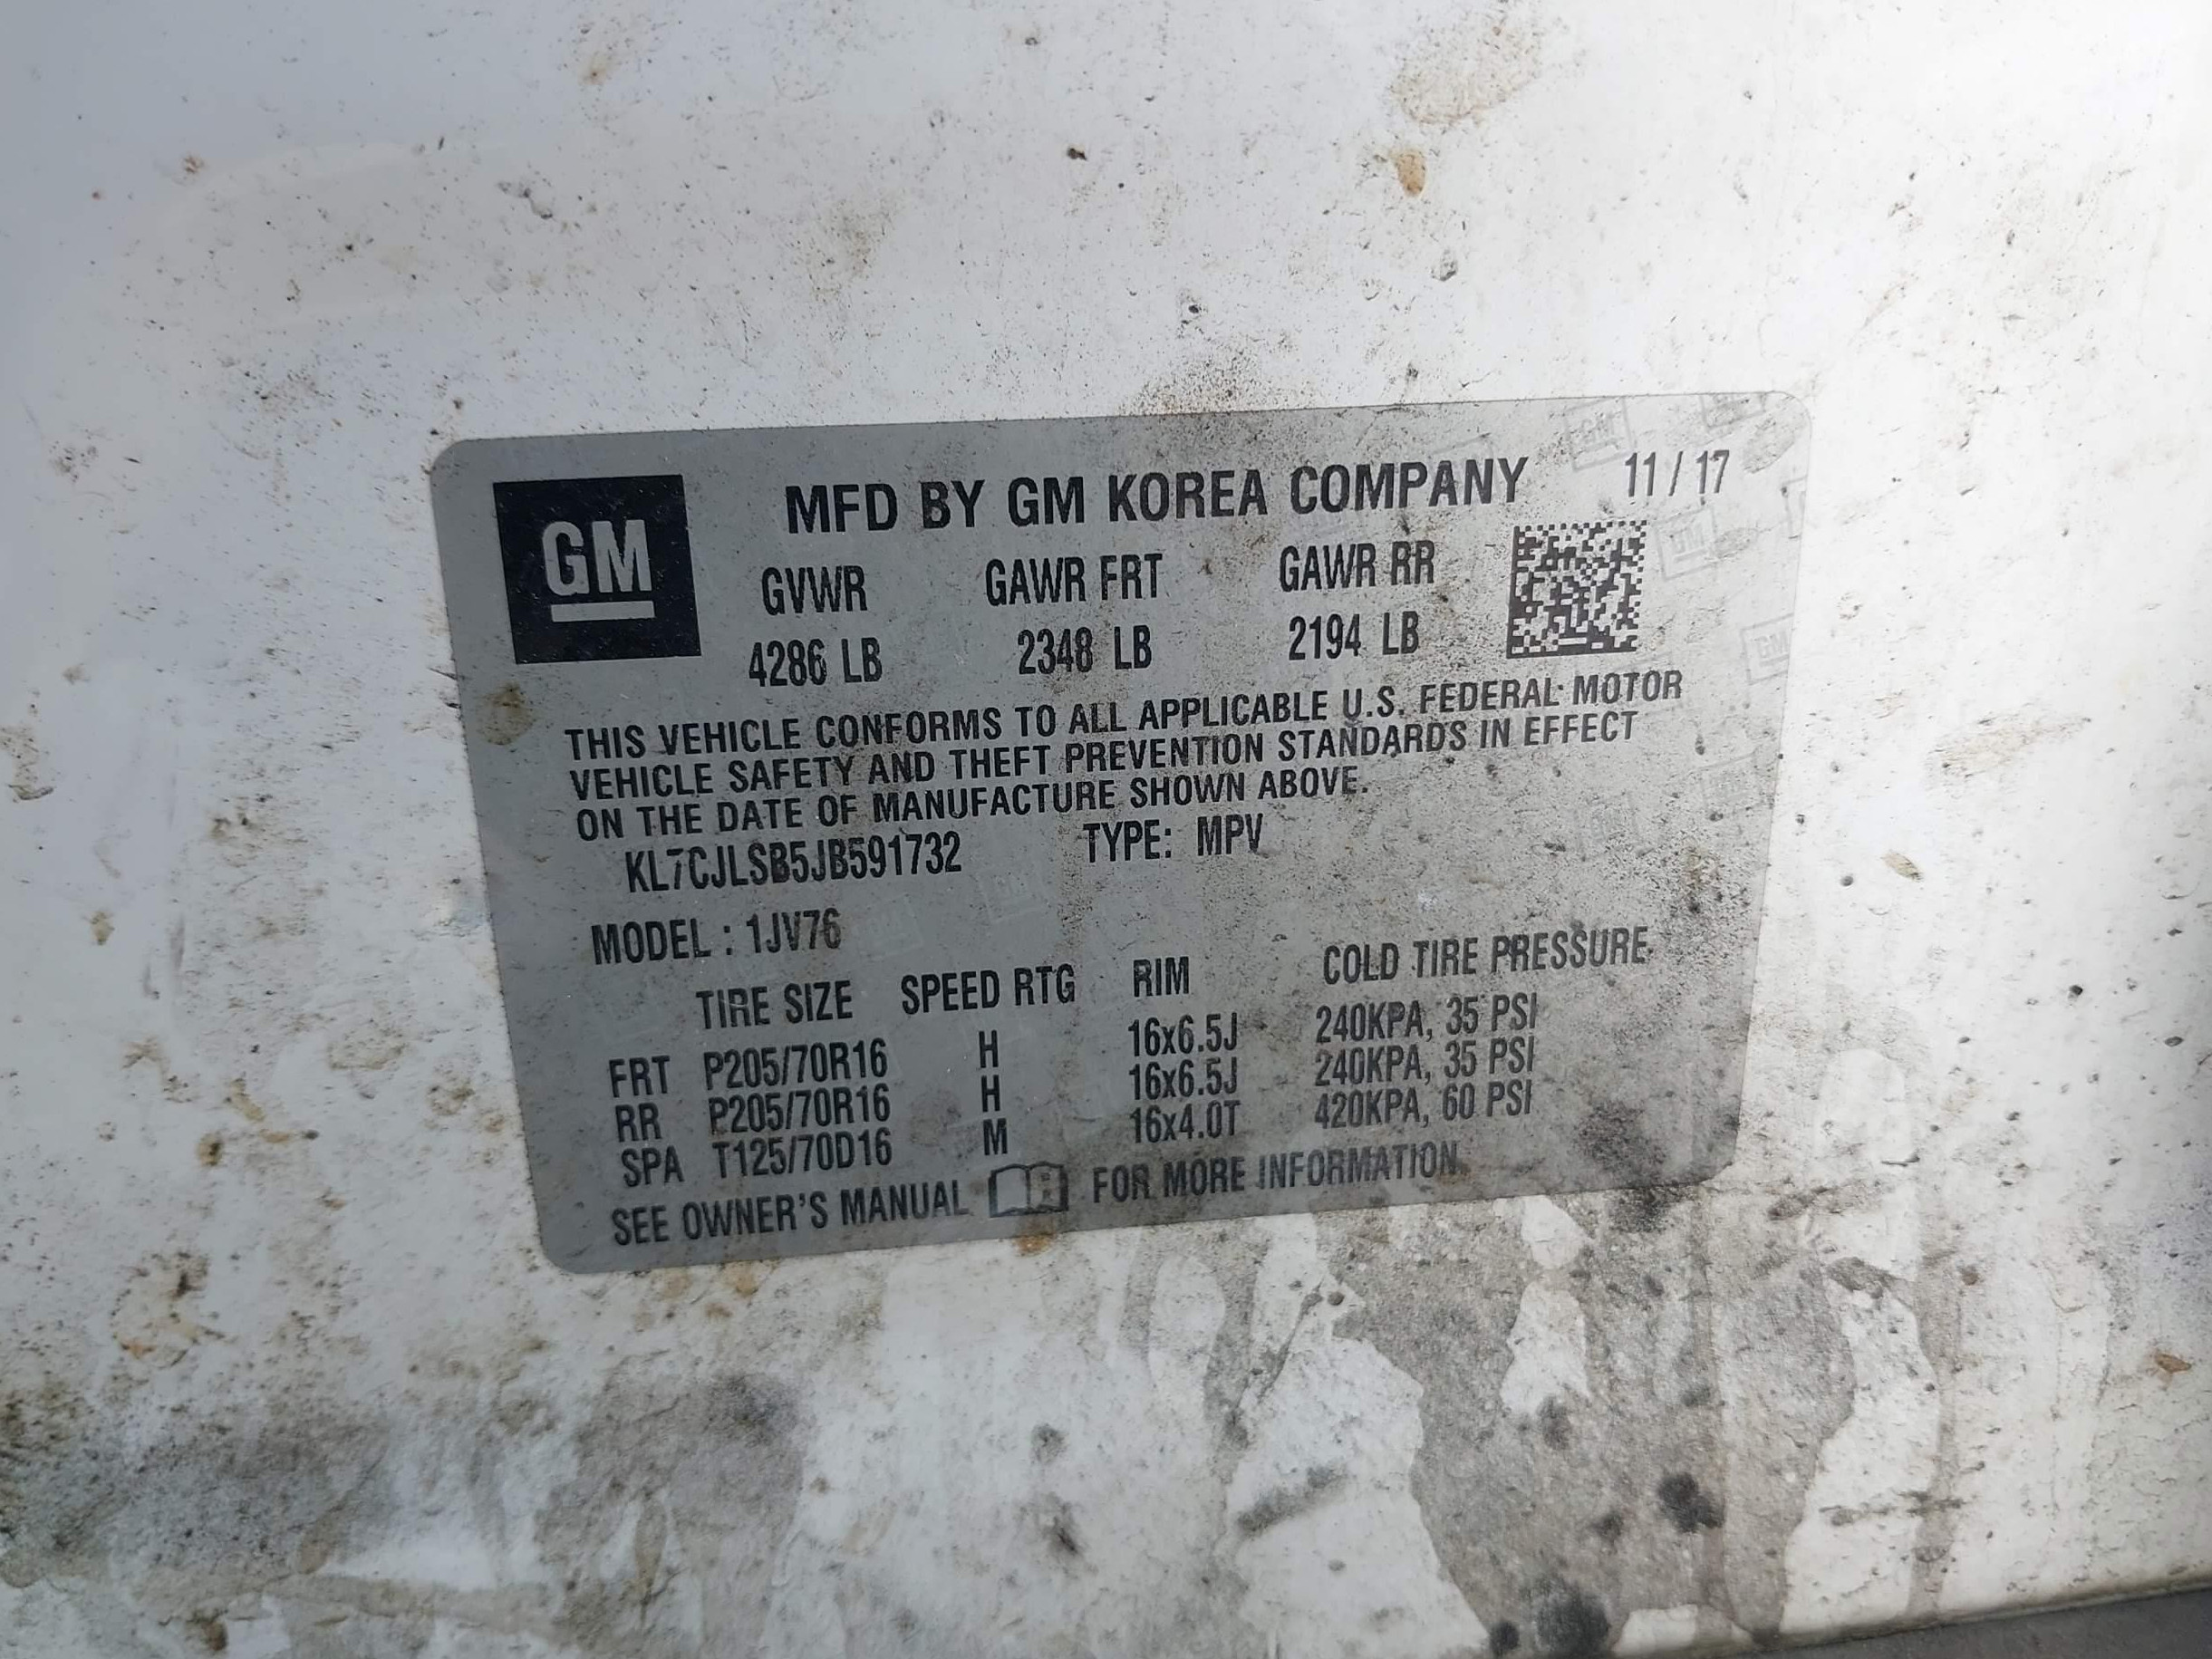 GM
MFD BY GM KOREA COMPANY 11/17
GVWR GAWR FRT GAWR RR
4286 LB 2348 LB 2194 LB
THIS VEHICLE CONFORMS TO ALL APPLICABLE U.S. FEDERAL MOTOR
VEHICLE SAFETY AND THEFT PREVENTION STANDARDS IN EFFECT
ON THE DATE OF MANUFACTURE SHOWN ABOVE.
KL7CJLSB5JB591732 TYPE: MPV
MODEL : 1JV76
TIRE SIZE SPEED RTG RIM COLD TIRE PRESSURE
FRT P205/70R16 H 16x6.5J 240KPA, 35 PSI
RR P205/70R16 H 16x6.5J 240KPA, 35 PSI
SPA T125/70D16 M 16x4.0T 420KPA, 60 PSI
SEE OWNER'S MANUAL FOR MORE INFORMATION.